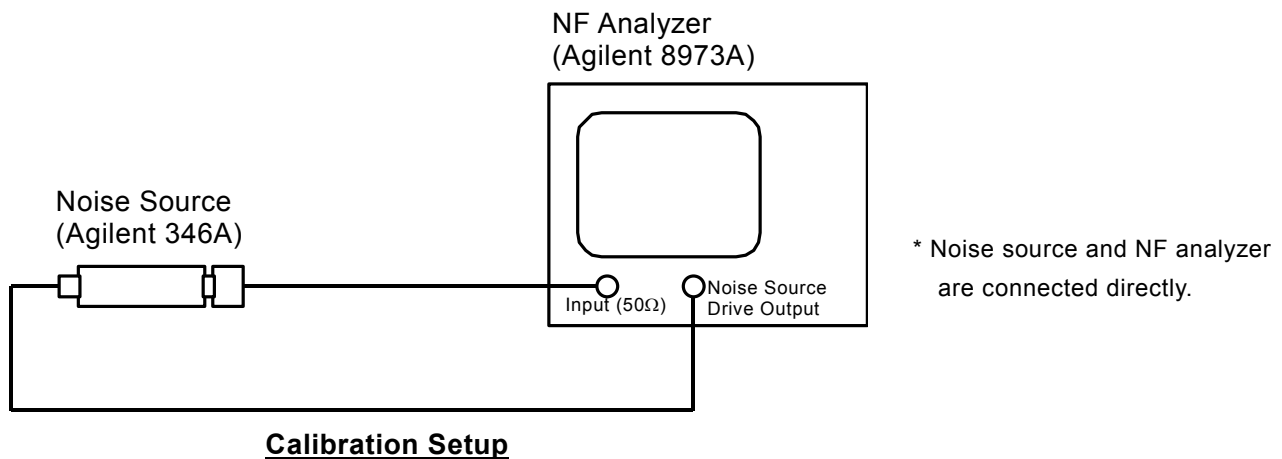 NF Analyzer
(Agilent 8973A)
Noise Source
(Agilent 346A)
Input (50Ω)
Noise Source
Drive Output
* Noise source and NF analyzer
are connected directly.
Calibration Setup